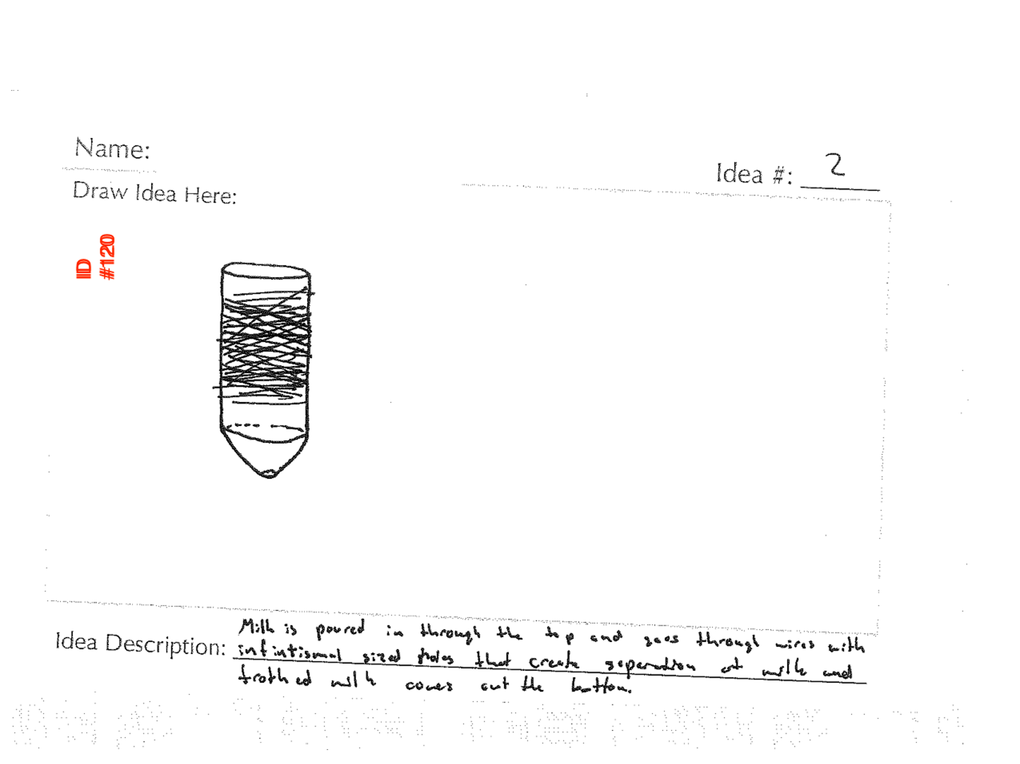 Name:
Idea #: 2
Draw Idea Here:
IID
#120
Idea Description: Milk is poured in through the top and goes through wires with
infintismal sized holes that create seperation of milk and
frothed milk comes out the bottom.